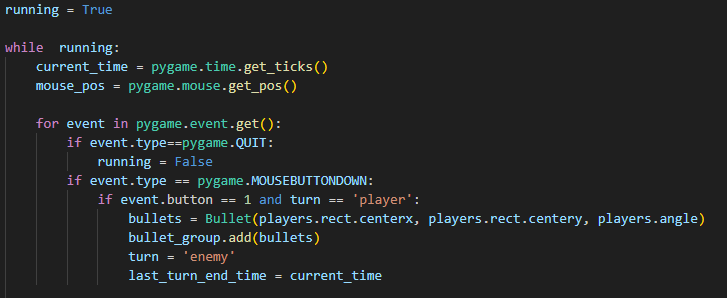 running = True
while  running:
    current_time = pygame.time.get_ticks()
    mouse_pos = pygame.mouse.get_pos()
    for event in pygame.event.get():
        if event.type==pygame.QUIT:
            running = False
        if event.type == pygame.MOUSEBUTTONDOWN:
            if event.button == 1 and turn == 'player':
                bullets = Bullet(players.rect.centerx, players.rect.centery, players.angle)
                bullet_group.add(bullets)
                turn = 'enemy'
                last_turn_end_time = current_time